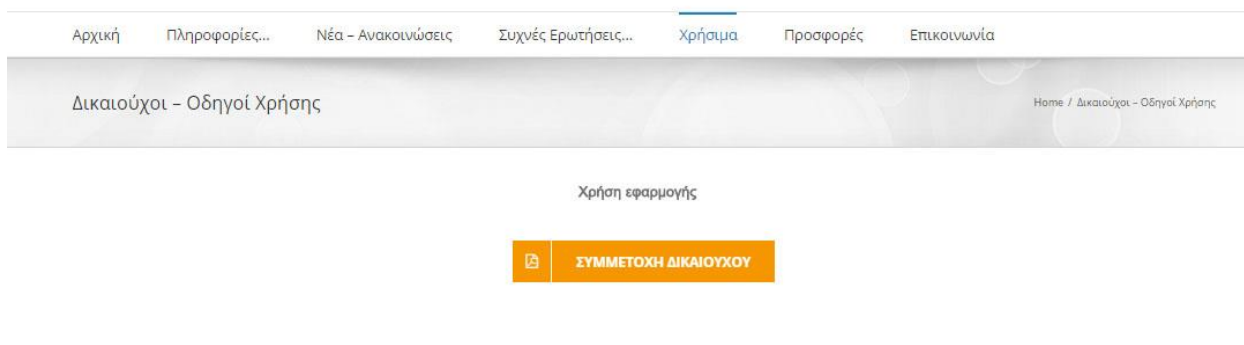 Αρχική Πληροφορίες... Νέα – Ανακοινώσεις Συχνές Ερωτήσεις... Χρήσιμα Προσφορές Επικοινωνία
Δικαιούχοι – Οδηγοί Χρήσης Home / Δικαιούχοι – Οδηγοί Χρήσης
Χρήση εφαρμογής
ΣΥΜΜΕΤΟΧΗ ΔΙΚΑΙΟΥΧΟΥ